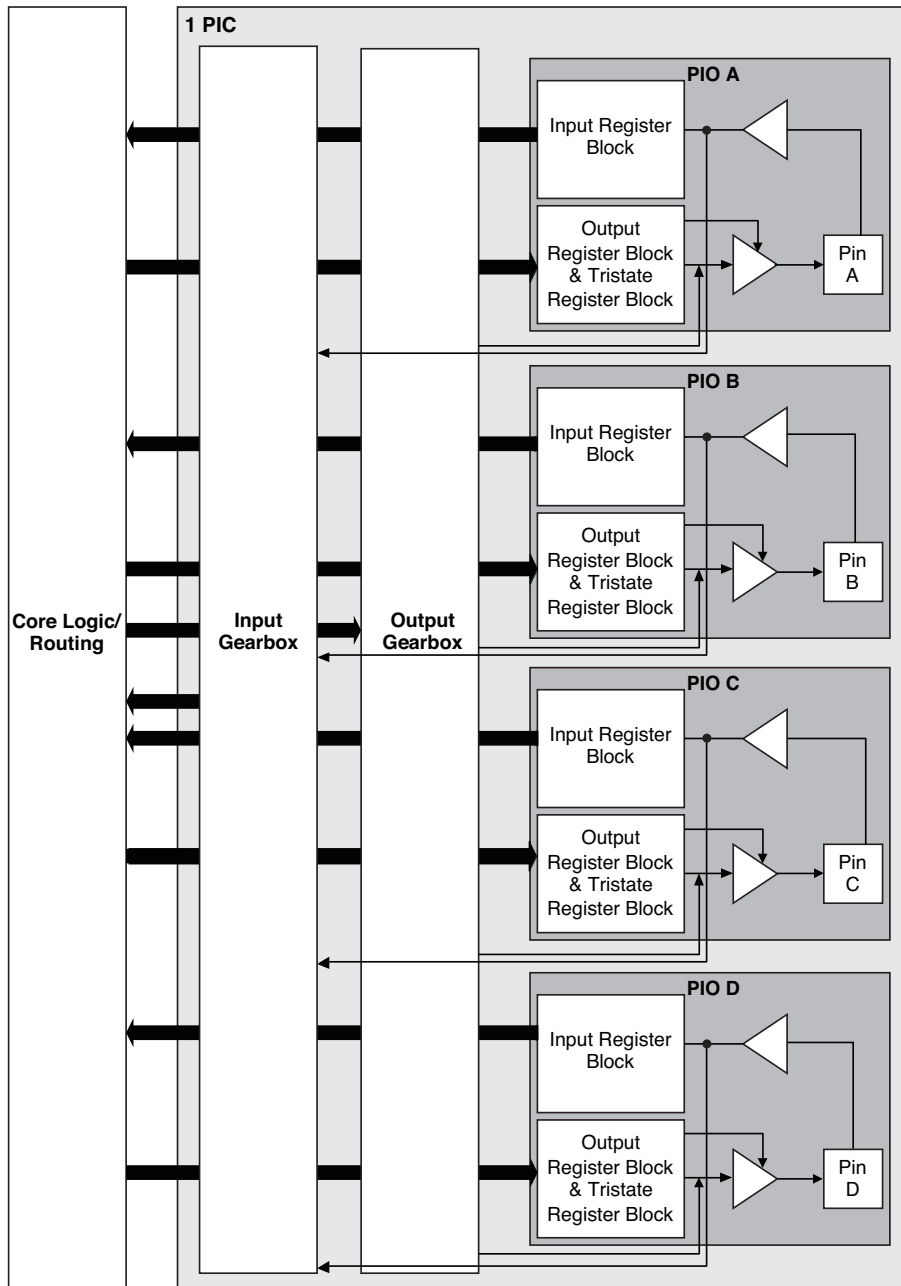 1 PIC
PIO A
Input Register
Block
Output
Register Block
& Tristate
Register Block
Pin
A
PIO B
Input Register
Block
Output
Register Block
& Tristate
Register Block
Pin
B
Core Logic/
Routing
Input
Gearbox
Output
Gearbox
PIO C
Input Register
Block
Output
Register Block
& Tristate
Register Block
Pin
C
PIO D
Input Register
Block
Output
Register Block
& Tristate
Register Block
Pin
D